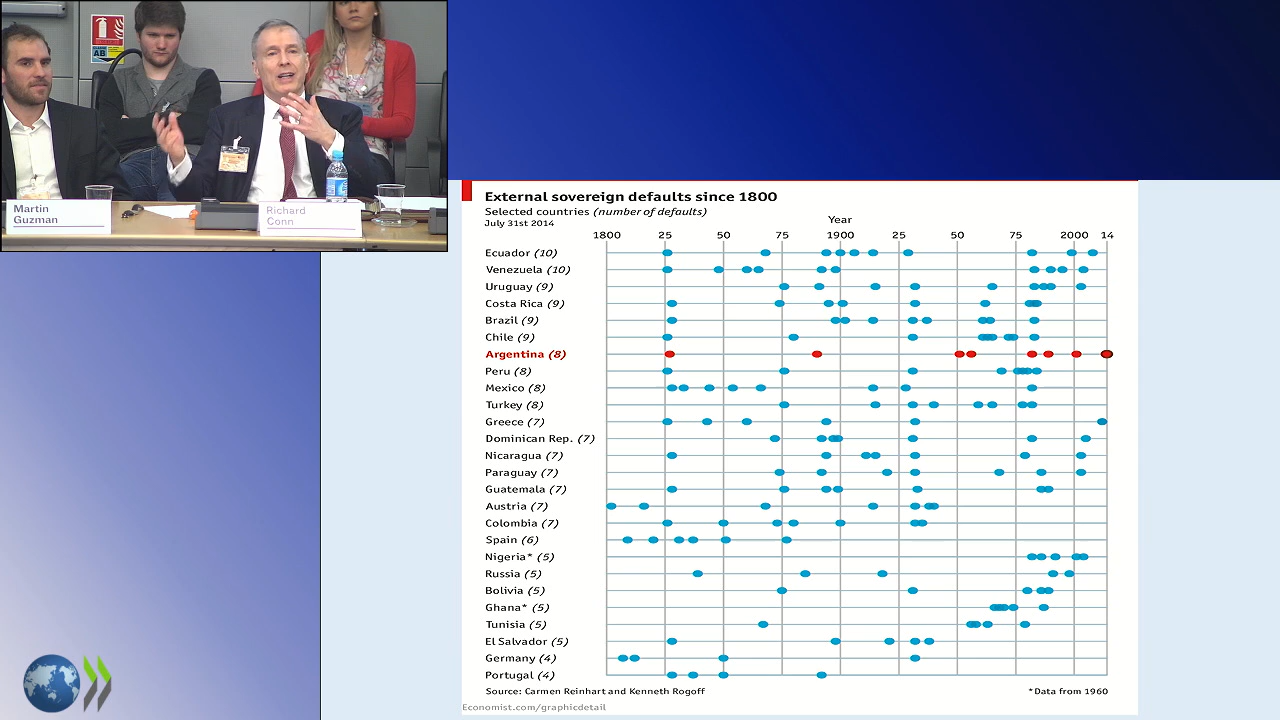 AB
Martin
Guzman
Richard
Conn
External sovereign defaults since 1800
Selected countries (number of defaults)
July 31st 2014
Year
1800 25 50 75 1900 25 50 75 2000 14
Ecuador (10)
Venezuela (10)
Uruguay (9)
Costa Rica (9)
Brazil (9)
Chile (9)
Argentina (8)
Peru (8)
Mexico (8)
Turkey (8)
Greece (7)
Dominican Rep. (7)
Nicaragua (7)
Paraguay (7)
Guatemala (7)
Austria (7)
Colombia (7)
Spain (6)
Nigeria* (5)
Russia (5)
Bolivia (5)
Ghana* (5)
Tunisia (5)
El Salvador (5)
Germany (4)
Portugal (4)
Source: Carmen Reinhart and Kenneth Rogoff
*Data from 1960
Economist.com/graphicdetail